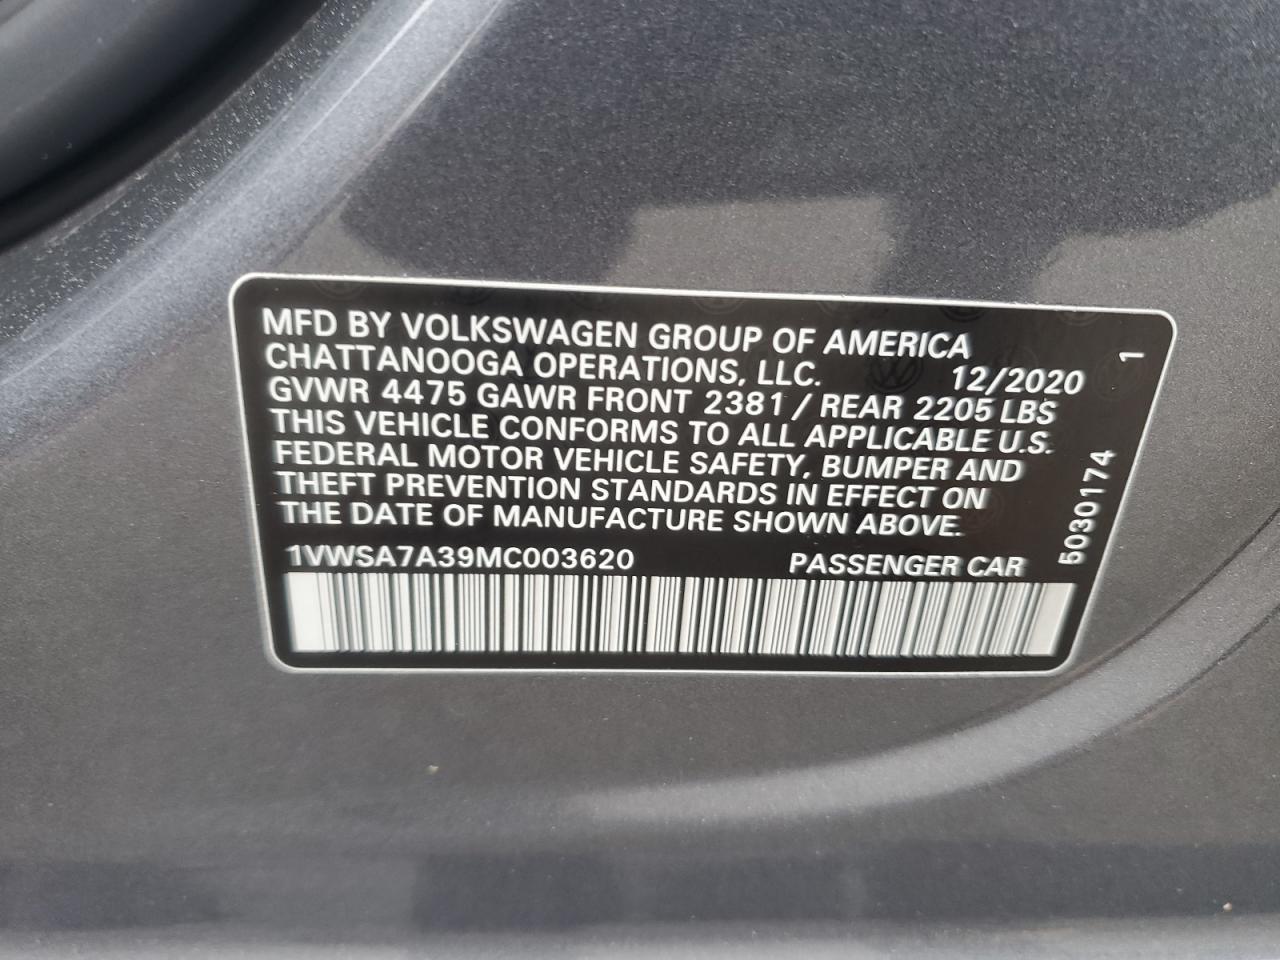 MFD BY VOLKSWAGEN GROUP OF AMERICA
CHATTANOOGA OPERATIONS, LLC. 12/2020
GVWR 4475 GAWR FRONT 2381 / REAR 2205 LBS
THIS VEHICLE CONFORMS TO ALL APPLICABLE U.S.
FEDERAL MOTOR VEHICLE SAFETY, BUMPER AND
THEFT PREVENTION STANDARDS IN EFFECT ON
THE DATE OF MANUFACTURE SHOWN ABOVE.
1VWSA7A39MC003620 PASSENGER CAR
5030174 1